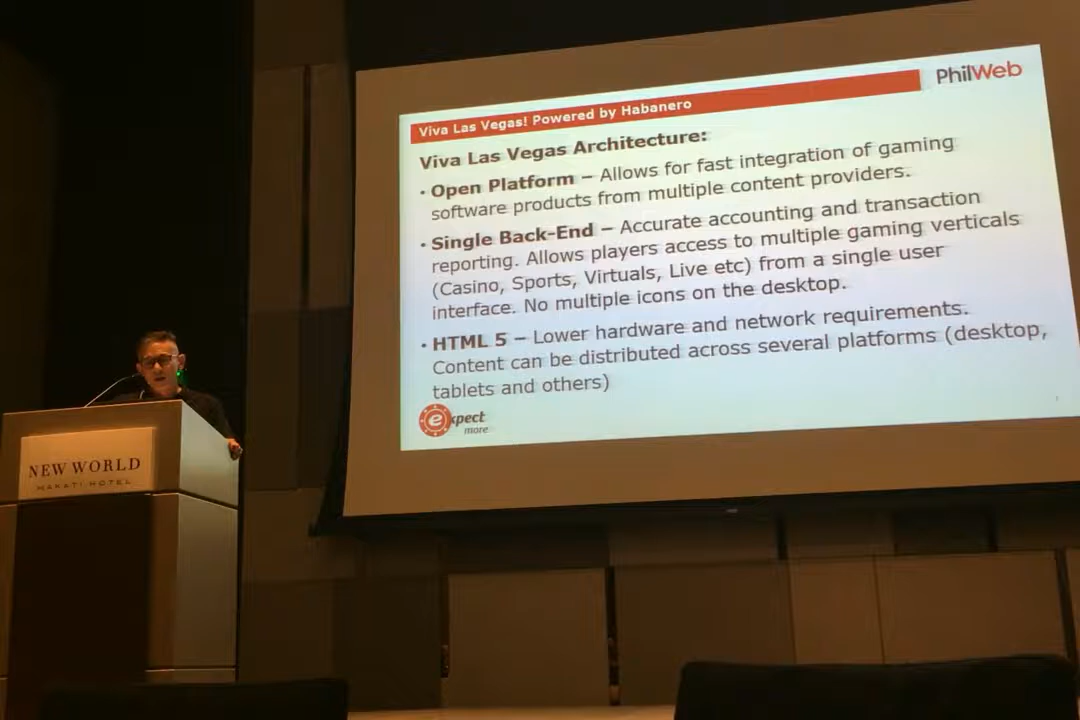 PhilWeb
Viva Las Vegas! Powered by Habanero
Viva Las Vegas Architecture:
• Open Platform – Allows for fast integration of gaming
software products from multiple content providers.
• Single Back-End – Accurate accounting and transaction
reporting. Allows players access to multiple gaming verticals
(Casino, Sports, Virtuals, Live etc) from a single user
interface. No multiple icons on the desktop.
• HTML 5 – Lower hardware and network requirements.
Content can be distributed across several platforms (desktop,
tablets and others)
expect
more
NEW WORLD
MAKATI HOTEL